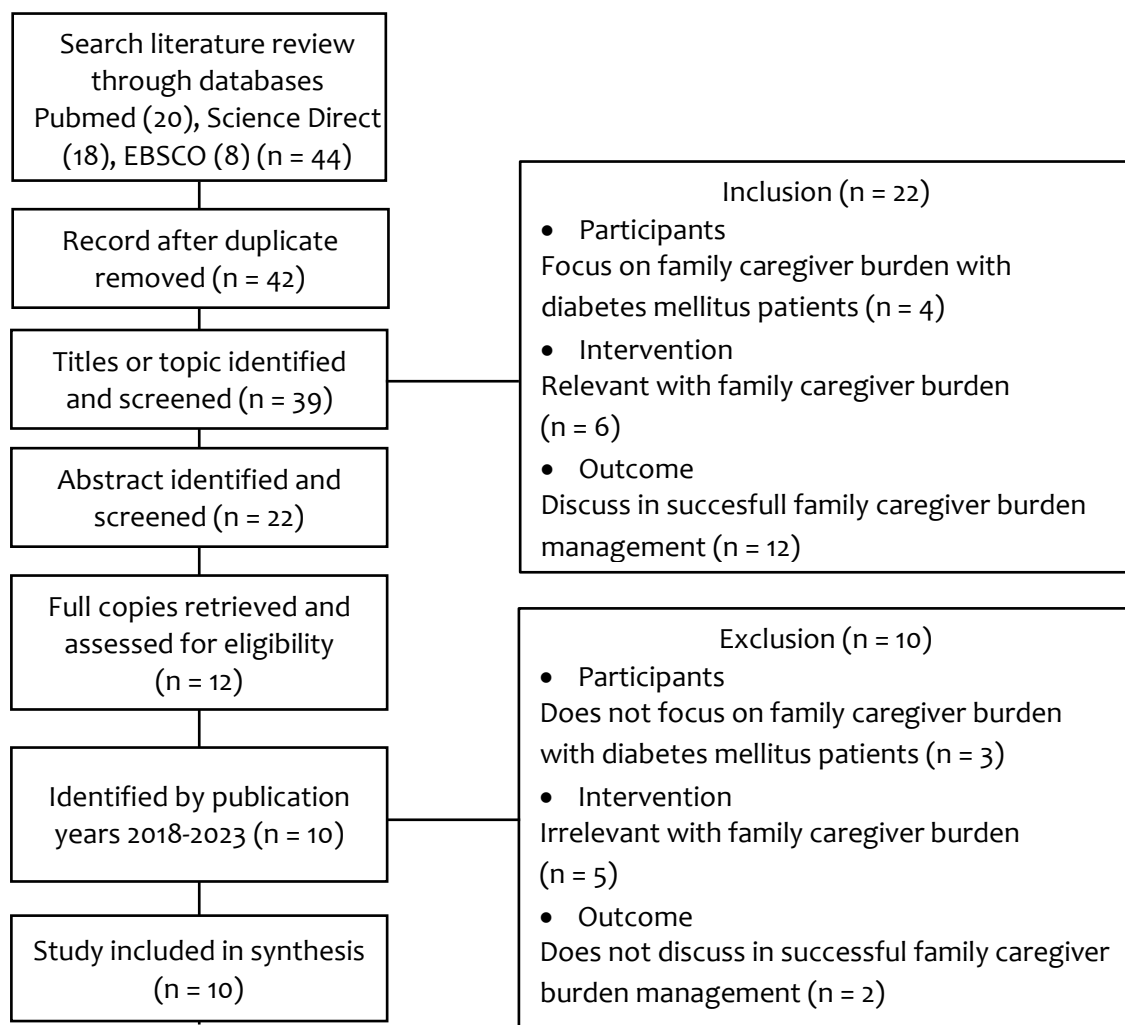 Search literature review
through databases
Pubmed (20), Science Direct
(18), EBSCO (8) (n = 44)
Record after duplicate
removed (n = 42)
Titles or topic identified
and screened (n = 39)
Abstract identified and
screened (n = 22)
Full copies retrieved and
assessed for eligibility
(n = 12)
Identified by publication
years 2018-2023 (n = 10)
Study included in synthesis
(n = 10)
Inclusion (n = 22)
• Participants
Focus on family caregiver burden with
diabetes mellitus patients (n = 4)
• Intervention
Relevant with family caregiver burden
(n = 6)
• Outcome
Discuss in succesfull family caregiver burden
management (n = 12)
Exclusion (n = 10)
• Participants
Does not focus on family caregiver burden
with diabetes mellitus patients (n = 3)
• Intervention
Irrelevant with family caregiver burden
(n = 5)
• Outcome
Does not discuss in successful family caregiver
burden management (n = 2)